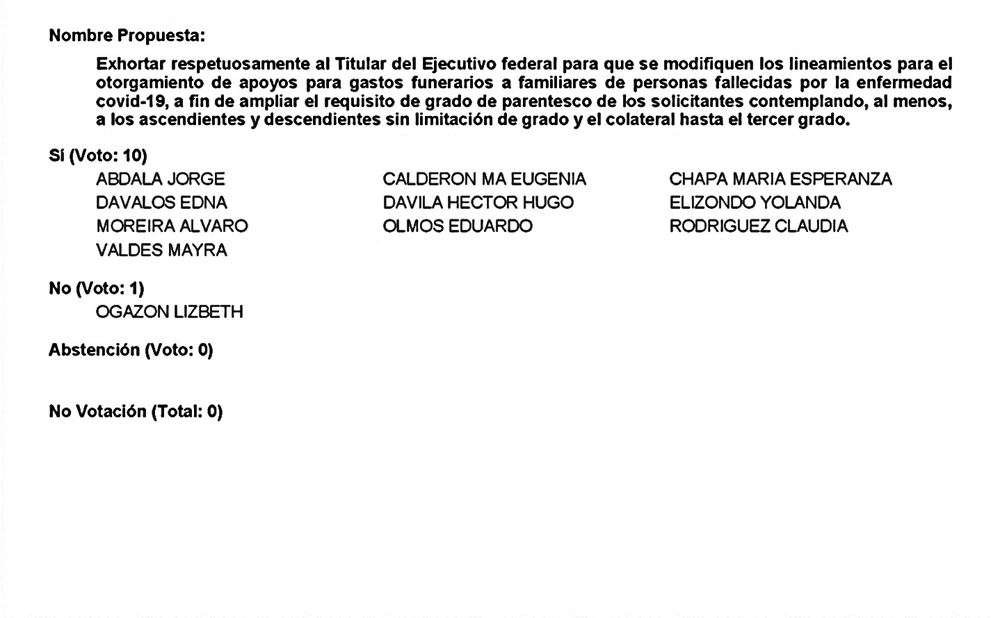 Nombre Propuesta:
Exhortar respetuosamente al Titular del Ejecutivo federal para que se modifiquen los lineamientos para el
otorgamiento de apoyos para gastos funerarios a familiares de personas fallecidas por la enfermedad
covid-19, a fin de ampliar el requisito de grado de parentesco de los solicitantes contemplando, al menos,
a los ascendientes y descendientes sin limitación de grado y el colateral hasta el tercer grado.
Sí (Voto: 10)
ABDALA JORGE CALDERON MA EUGENIA CHAPA MARIA ESPERANZA
DAVALOS EDNA DAVILA HECTOR HUGO ELIZONDO YOLANDA
MOREIRA ALVARO OLMOS EDUARDO RODRIGUEZ CLAUDIA
VALDES MAYRA
No (Voto: 1)
OGAZON LIZBETH
Abstención (Voto: 0)
No Votación (Total: 0)